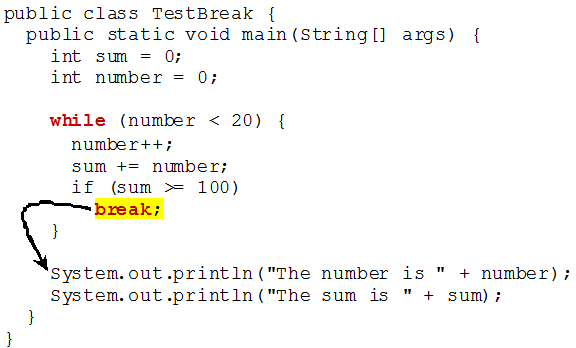 public class TestBreak {
  public static void main(String[] args) {
    int sum = 0;
    int number = 0;

    while (number < 20) {
      number++;
      sum += number;
      if (sum >= 100)
        break;
    }

    System.out.println("The number is " + number);
    System.out.println("The sum is " + sum);
  }
}